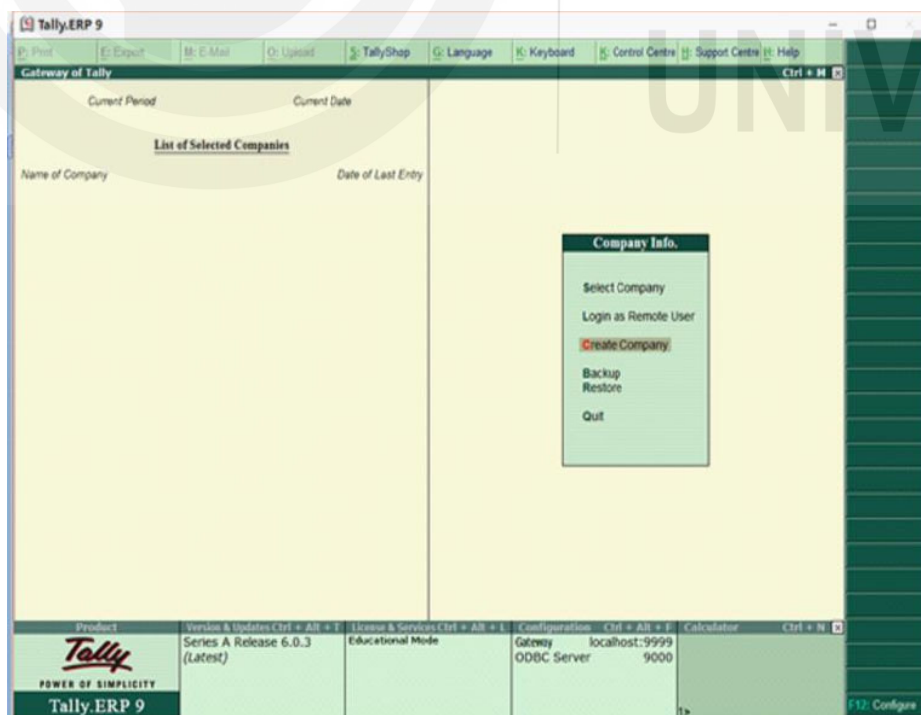 Tally.ERP 9
UNIV
P: Print E: Export M: E-Mail O: Upload S: TallyShop G: Language K: Keyboard K: Control Centre H: Support Centre H: Help
Gateway of Tally Ctrl + M
Current Period Current Date
List of Selected Companies
Name of Company Date of Last Entry
Company Info.
Select Company
Login as Remote User
Create Company
Backup
Restore
Quit
Product Version & Updates Ctrl + Alt + T License & Services Ctrl + Alt + L Configuration Ctrl + Alt + F Calculator Ctrl + N
Tally
POWER OF SIMPLICITY
Tally.ERP 9
Series A Release 6.0.3
(Latest)
Educational Mode
Gateway localhost:9999
ODBC Server 9000
1>
F12: Configure